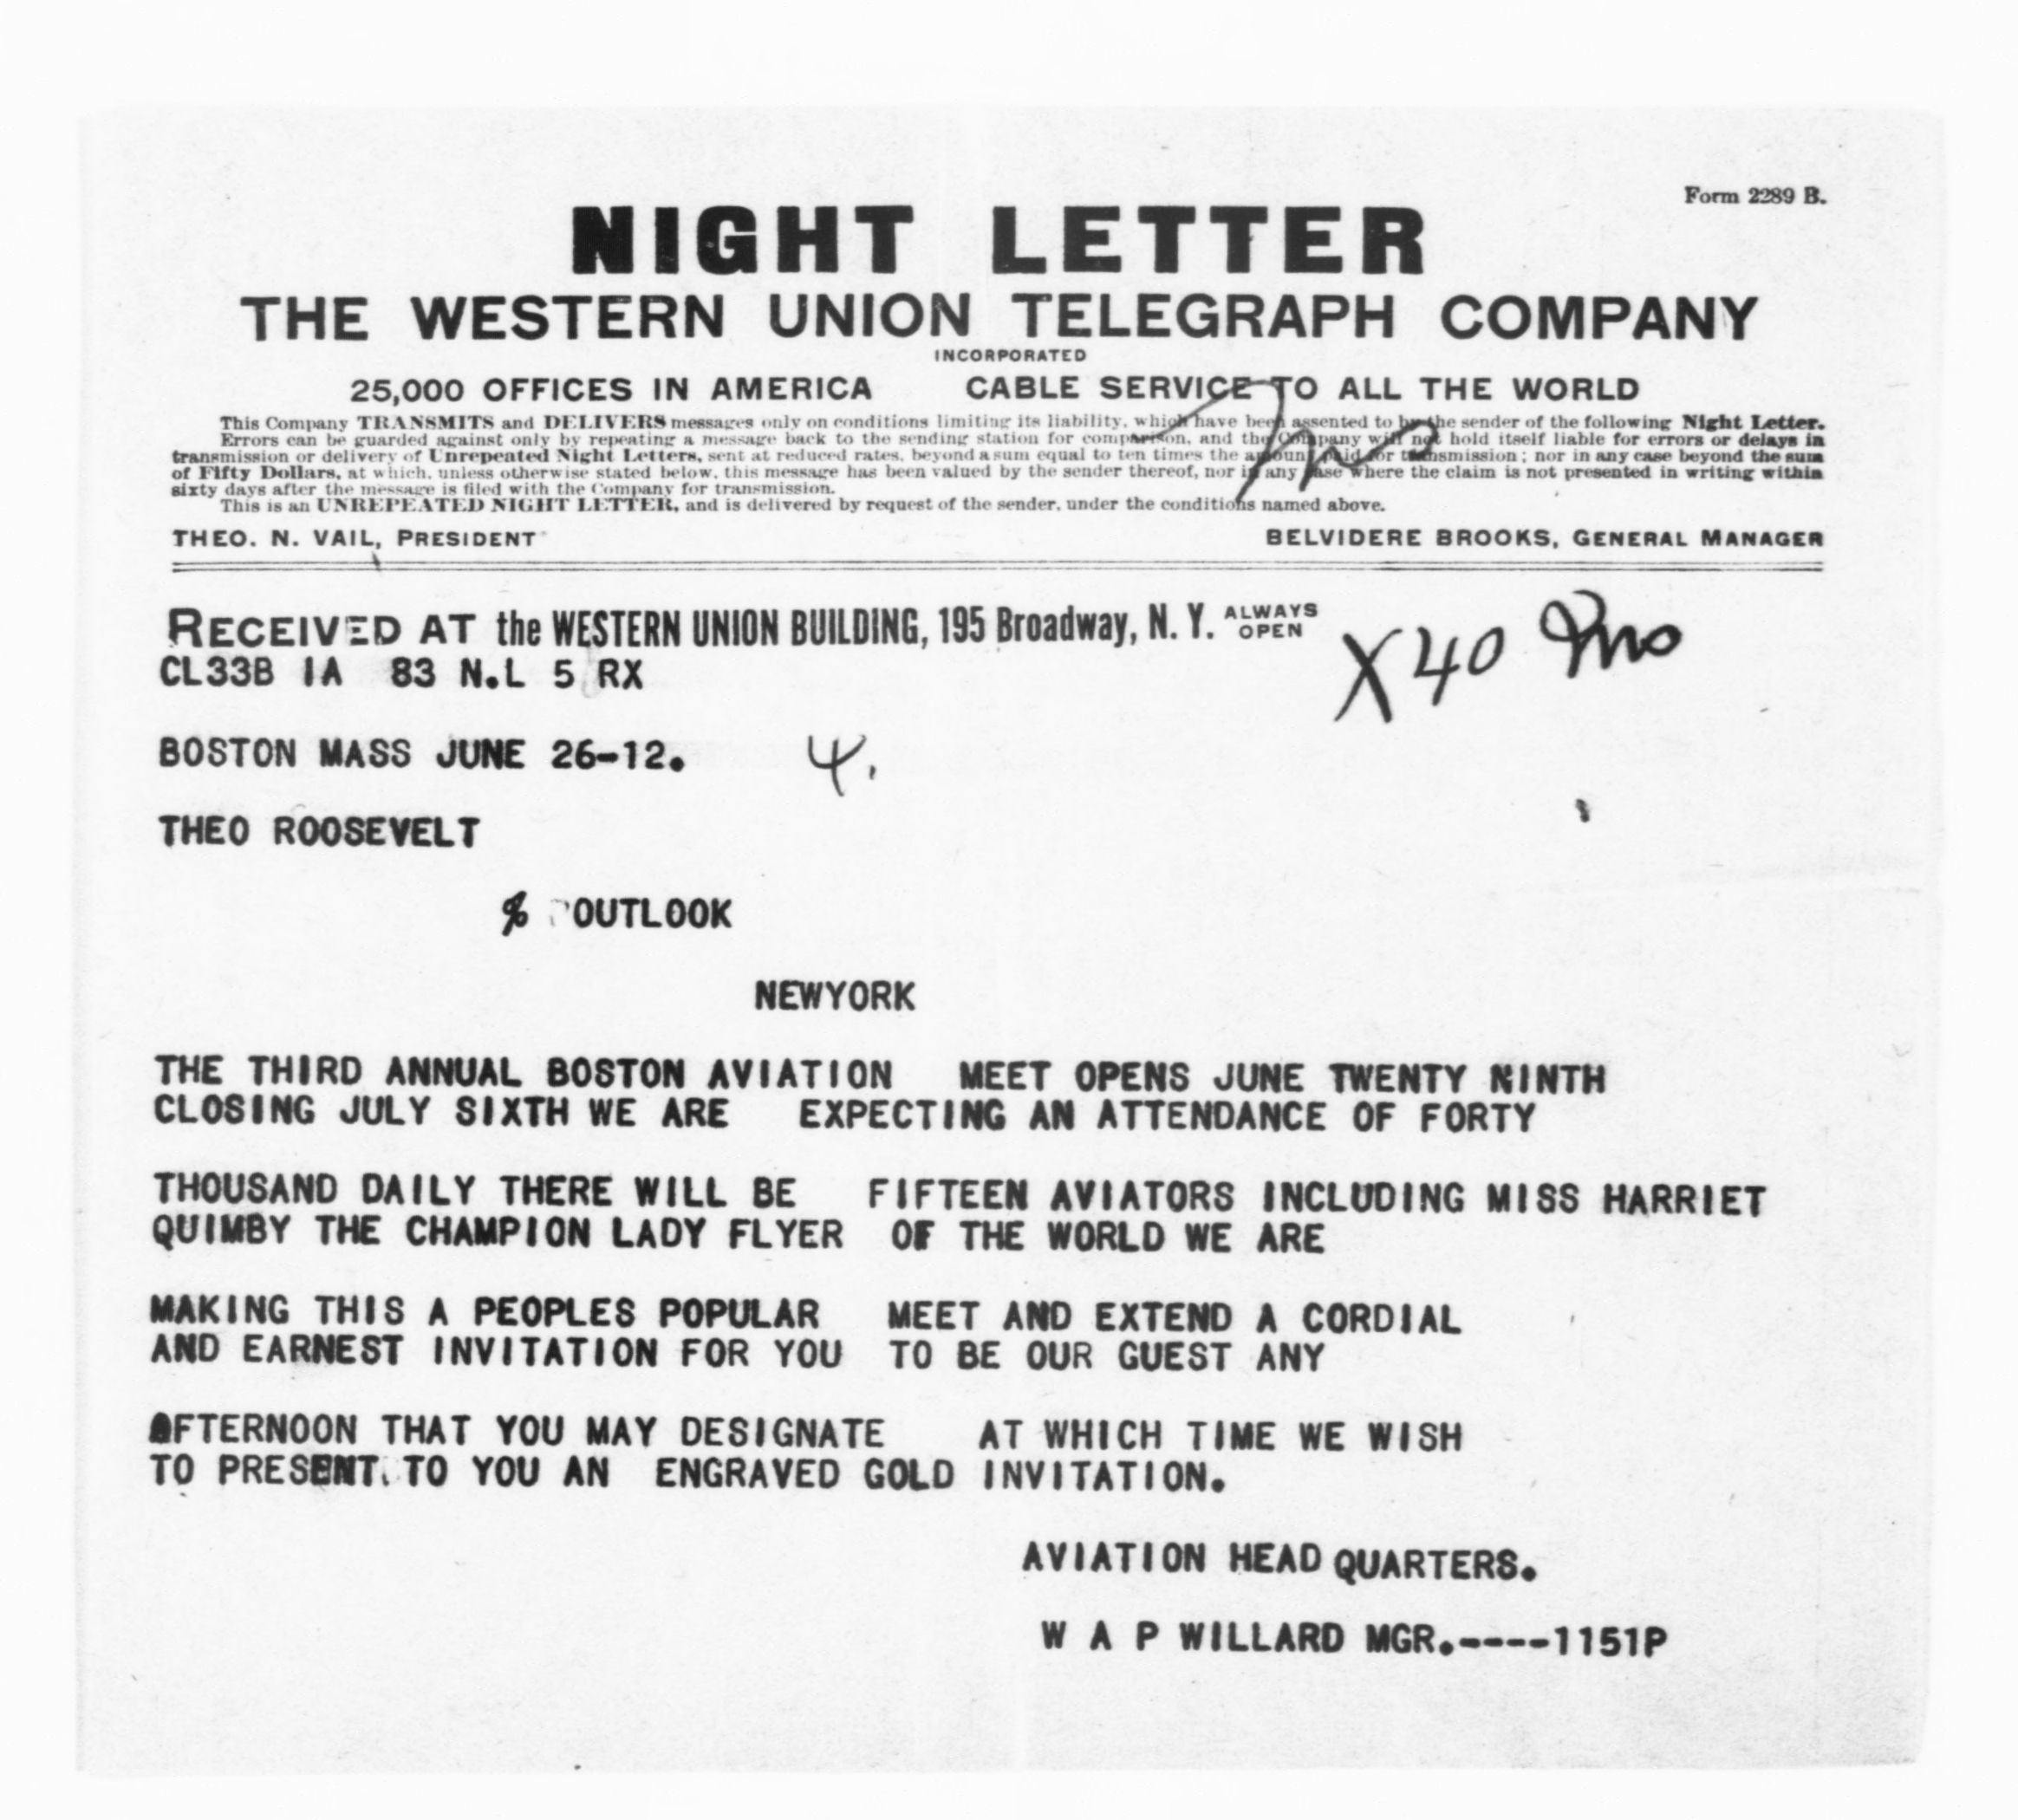 Form 2289 B.
NIGHT LETTER
THE WESTERN UNION TELEGRAPH COMPANY
INCORPORATED
25,000 OFFICES IN AMERICA CABLE SERVICE TO ALL THE WORLD
This Company TRANSMITS and DELIVERS messages only on conditions limiting its liability, which have been assented to by the sender of the following Night Letter.
Errors can be guarded against only by repeating a message back to the sending station for comparison, and the Company will not hold itself liable for errors or delays in
transmission or delivery of Unrepeated Night Letters, sent at reduced rates, beyond a sum equal to ten times the amount paid for transmission; nor in any case beyond the sum
of Fifty Dollars, at which, unless otherwise stated below, this message has been valued by the sender thereof, nor in any case where the claim is not presented in writing within
sixty days after the message is filed with the Company for transmission.
This is an UNREPEATED NIGHT LETTER, and is delivered by request of the sender, under the conditions named above.
THEO. N. VAIL, PRESIDENT BELVIDERE BROOKS, GENERAL MANAGER
RECEIVED AT the WESTERN UNION BUILDING, 195 Broadway, N. Y. ALWAYS OPEN
X40
CL33B IA 83 N.L 5 RX
BOSTON MASS JUNE 26-12. 4.
THEO ROOSEVELT
% OUTLOOK
NEWYORK
THE THIRD ANNUAL BOSTON AVIATION MEET OPENS JUNE TWENTY NINTH
CLOSING JULY SIXTH WE ARE EXPECTING AN ATTENDANCE OF FORTY
THOUSAND DAILY THERE WILL BE FIFTEEN AVIATORS INCLUDING MISS HARRIET
QUIMBY THE CHAMPION LADY FLYER OF THE WORLD WE ARE
MAKING THIS A PEOPLES POPULAR MEET AND EXTEND A CORDIAL
AND EARNEST INVITATION FOR YOU TO BE OUR GUEST ANY
AFTERNOON THAT YOU MAY DESIGNATE AT WHICH TIME WE WISH
TO PRESENT TO YOU AN ENGRAVED GOLD INVITATION.
AVIATION HEAD QUARTERS.
W A P WILLARD MGR.----1151P